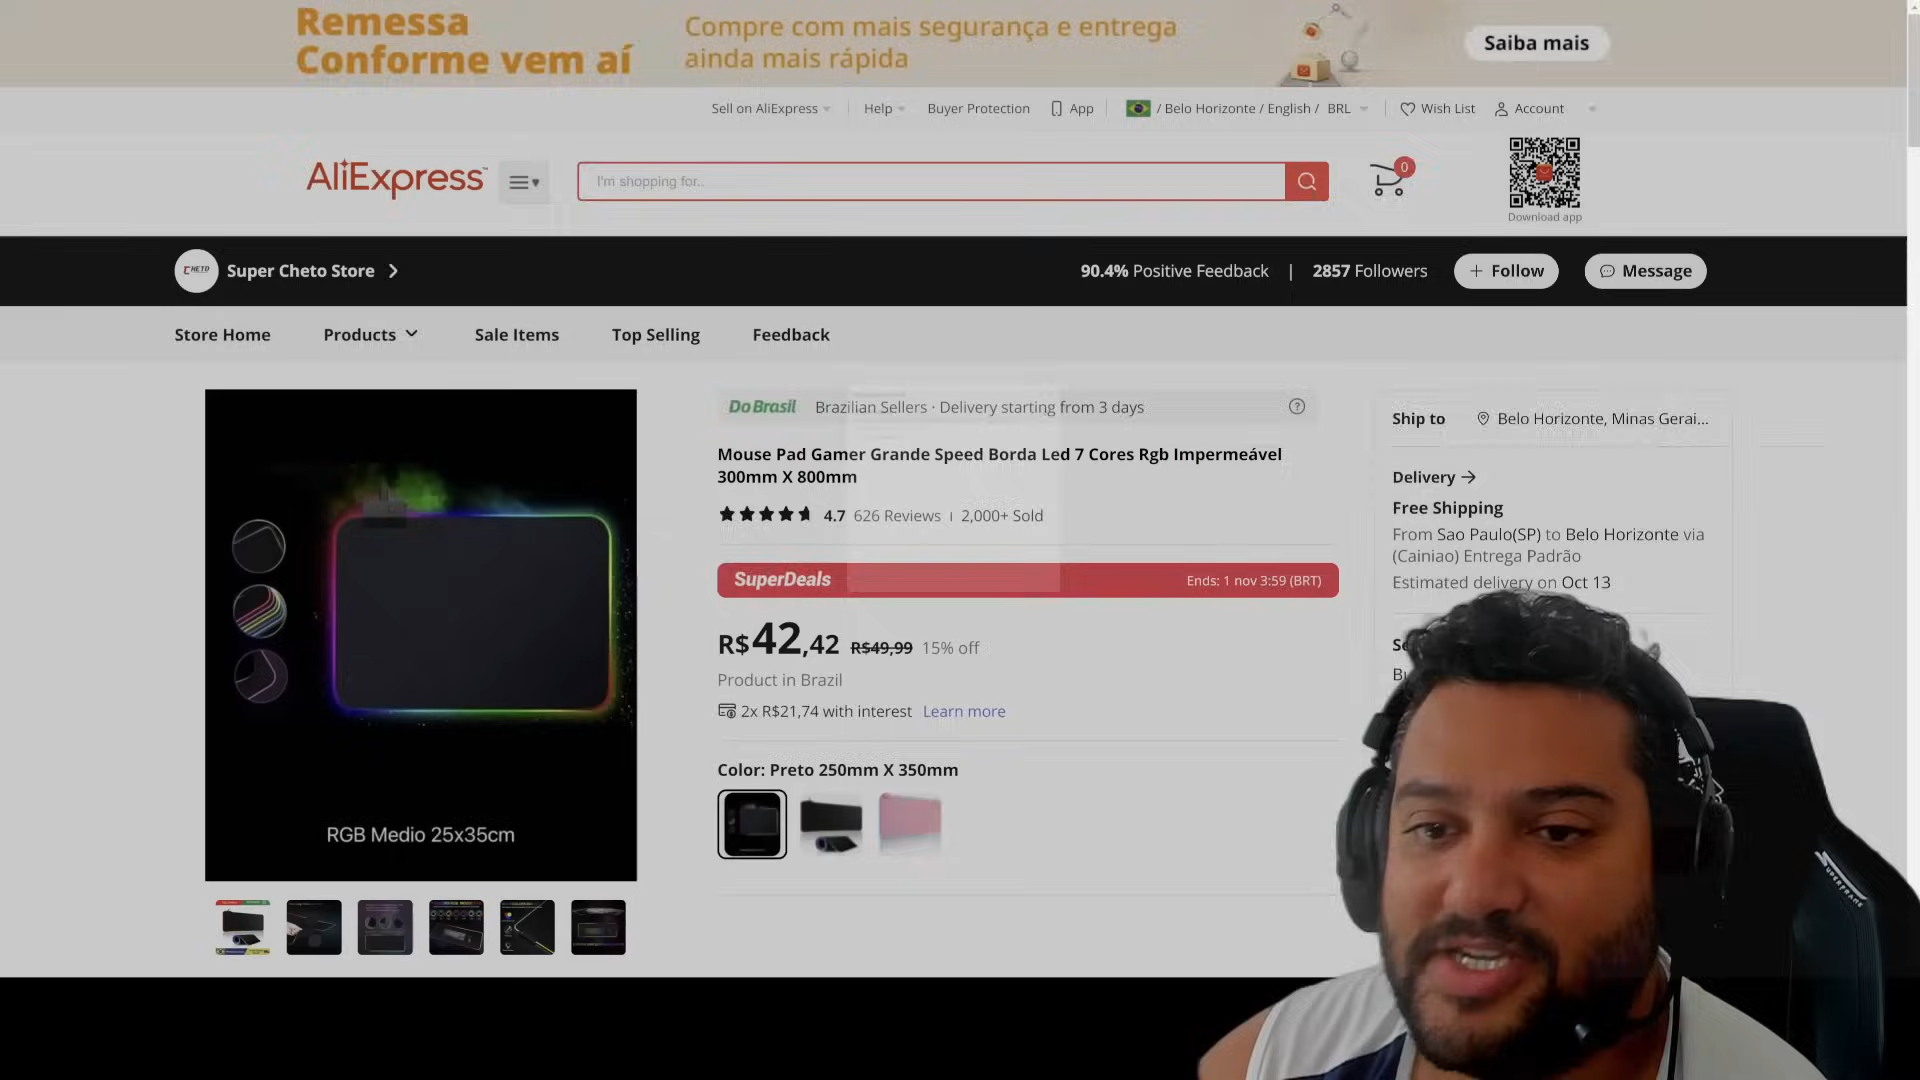 Remessa
Conforme vem aí
Compre com mais segurança e entrega
ainda mais rápida
Saiba mais
Sell on AliExpress
Help
Buyer Protection
App
/ Belo Horizonte / English / BRL
Wish List
Account
AliExpress
I'm shopping for..
0
Download app
CHETO
Super Cheto Store
90.4% Positive Feedback | 2857 Followers
+ Follow
Message
Store Home
Products
Sale Items
Top Selling
Feedback
Do Brasil
Brazilian Sellers · Delivery starting from 3 days
Mouse Pad Gamer Grande Speed Borda Led 7 Cores Rgb Impermeável
300mm X 800mm
4.7 626 Reviews | 2,000+ Sold
SuperDeals
Ends: 1 nov 3:59 (BRT)
R$42,42 R$49,99 15% off
Product in Brazil
2x R$21,74 with interest Learn more
Color: Preto 250mm X 350mm
RGB Medio 25x35cm
Ship to
Belo Horizonte, Minas Gerai...
Delivery
Free Shipping
From Sao Paulo(SP) to Belo Horizonte via
(Cainiao) Entrega Padrão
Estimated delivery on Oct 13
SUPERFRAME